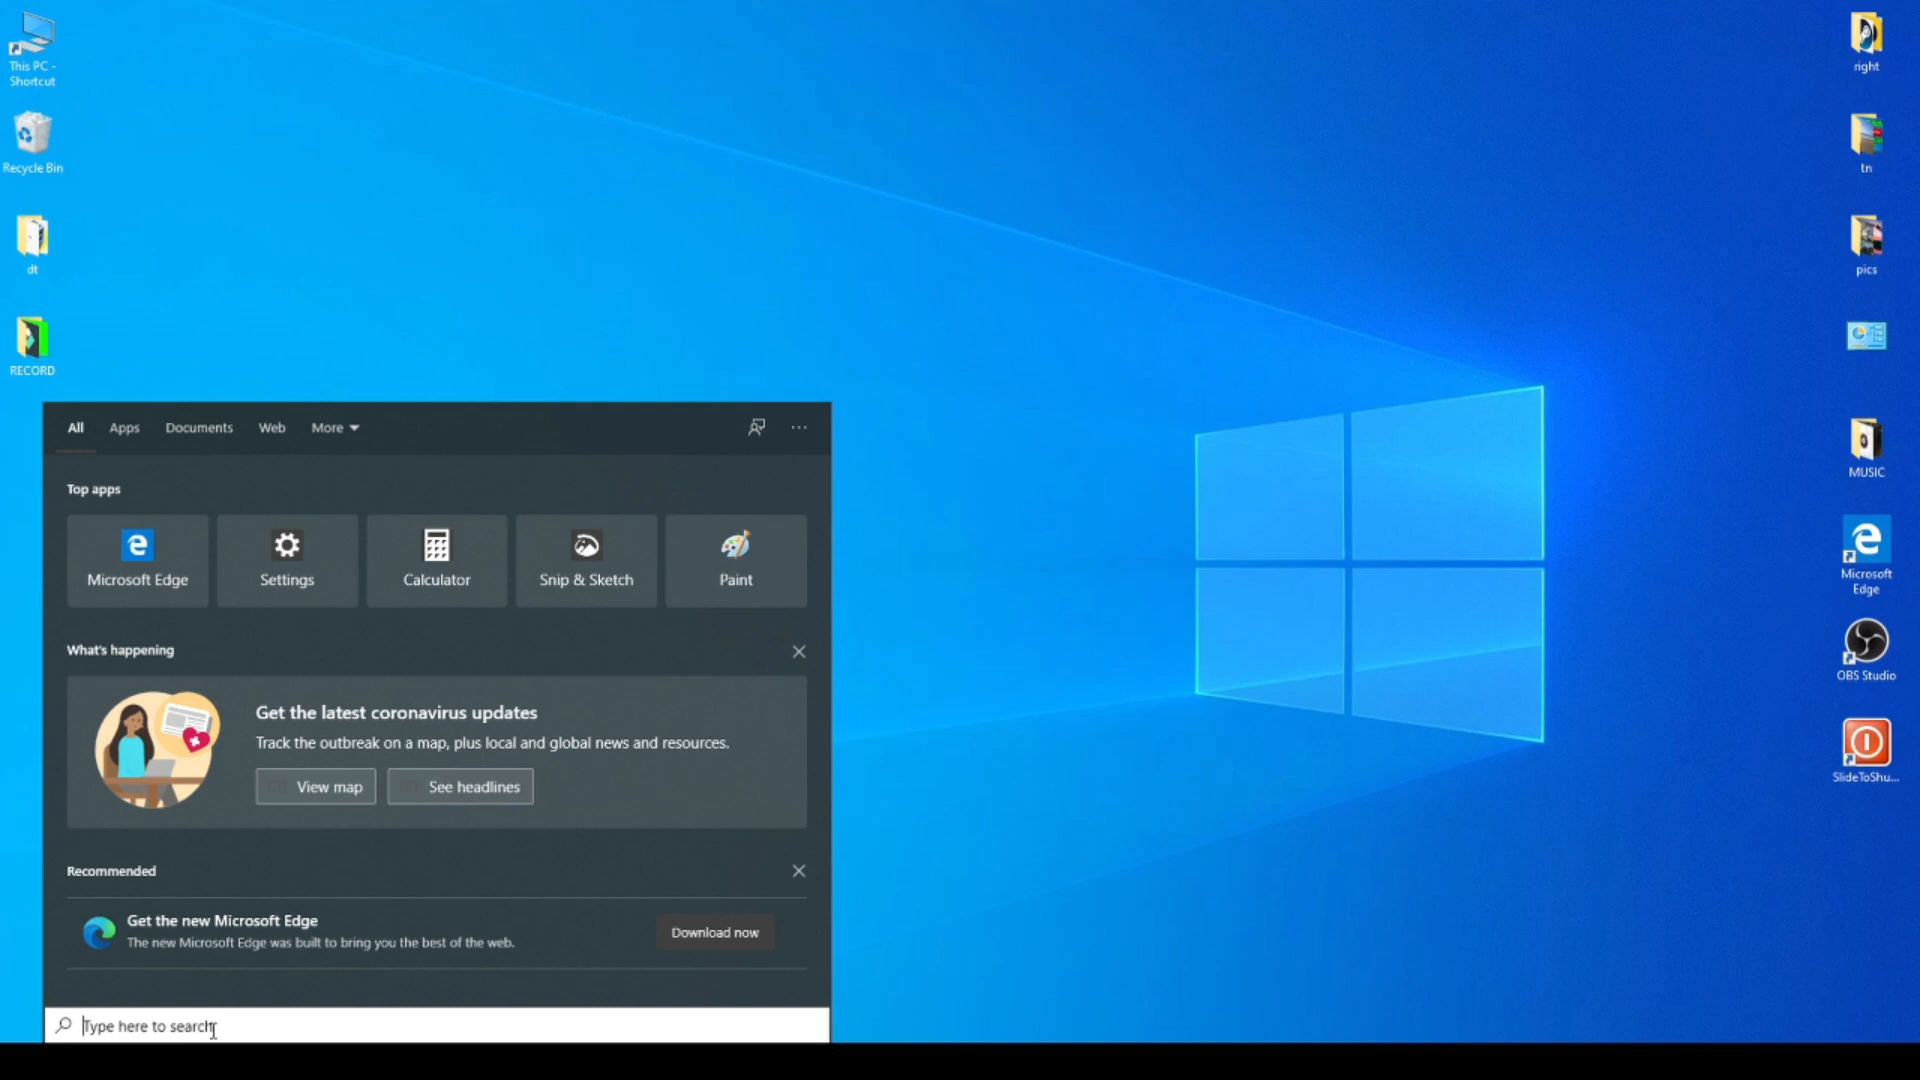 This PC -
Shortcut
Recycle Bin
dt
RECORD
right
tn
pics
MUSIC
Microsoft
Edge
OBS Studio
SlideToShu...
All Apps Documents Web More
Top apps
Microsoft Edge Settings Calculator Snip & Sketch Paint
What's happening
Get the latest coronavirus updates
Track the outbreak on a map, plus local and global news and resources.
View map See headlines
Recommended
Get the new Microsoft Edge
The new Microsoft Edge was built to bring you the best of the web.
Download now
Type here to search